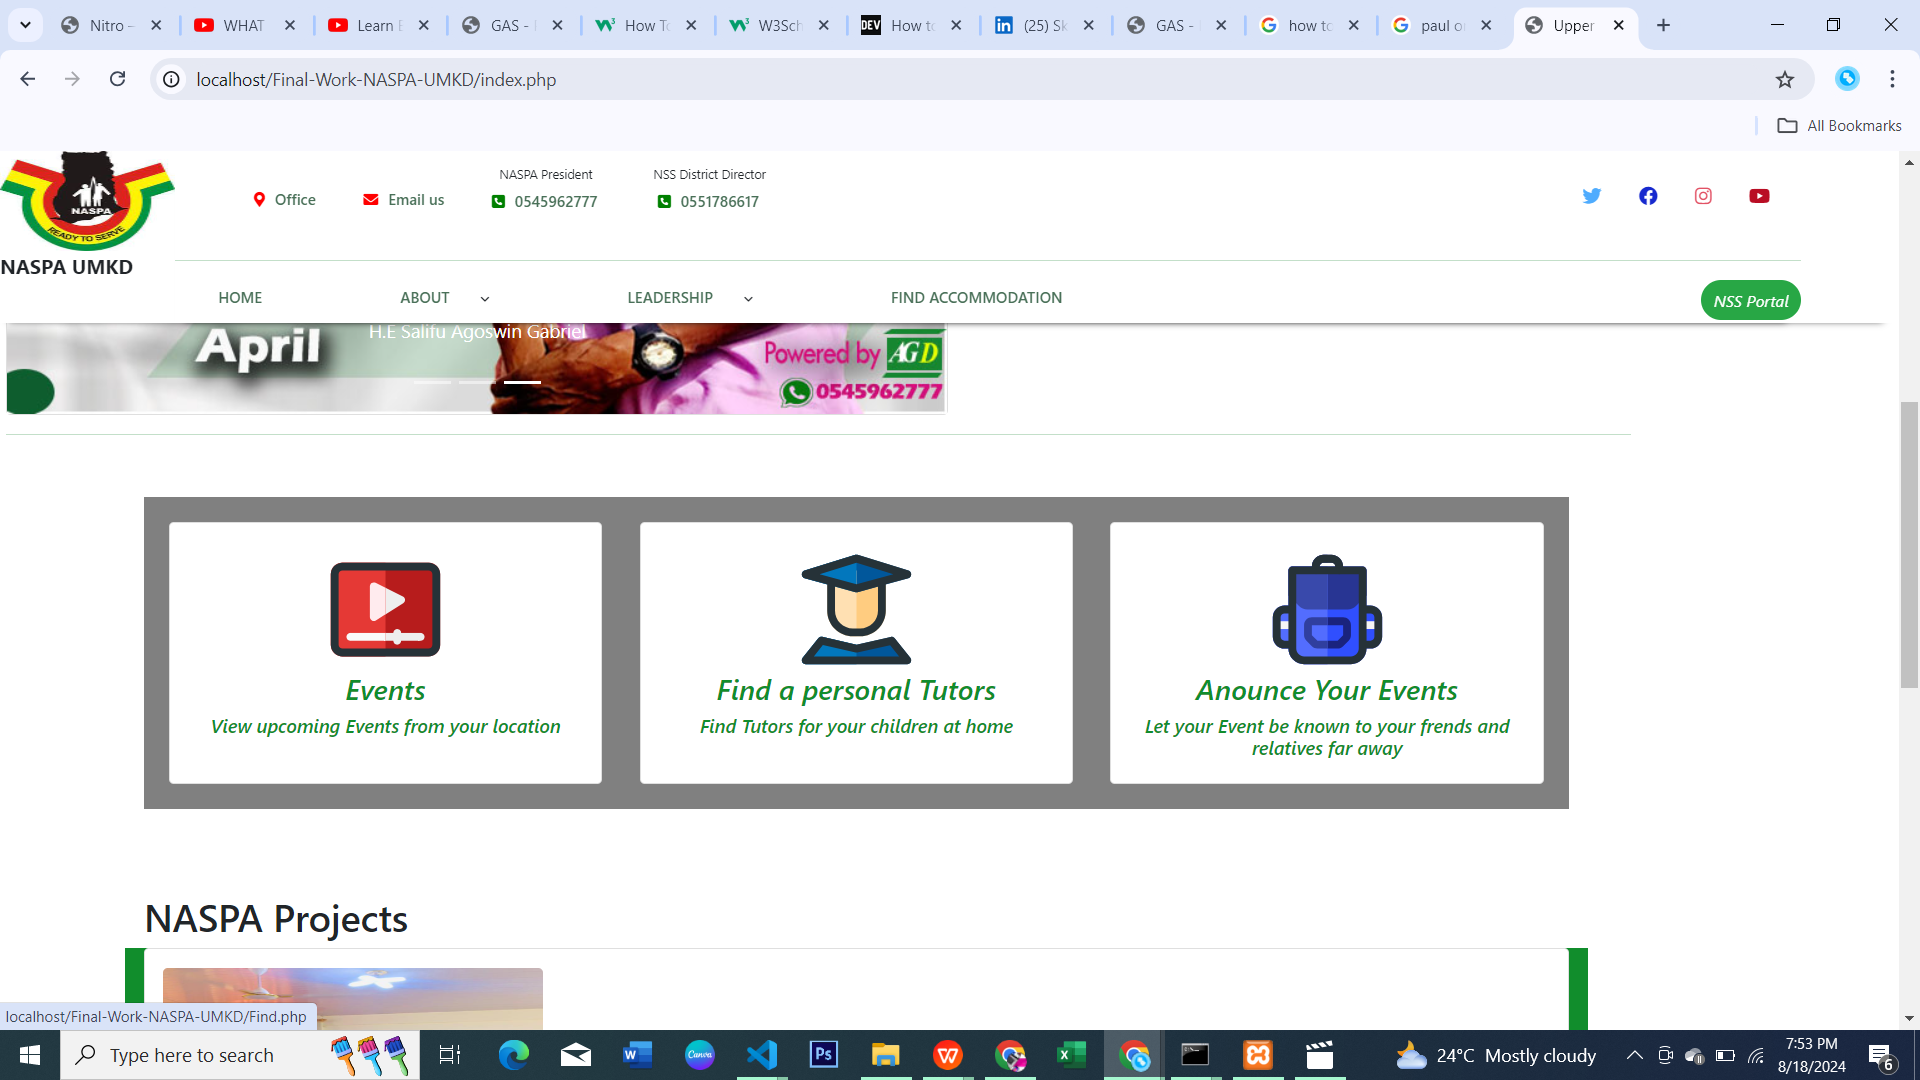 Nitro -
WHAT
Learn E
GAS -
How To
W3Sch
DEV How to
(25) Sk
GAS -
how to
paul or
Upper
localhost/Final-Work-NASPA-UMKD/index.php
All Bookmarks
NASPA
READY TO SERVE
NASPA UMKD
Office
Email us
NASPA President
0545962777
NSS District Director
0551786617
HOME
ABOUT
LEADERSHIP
FIND ACCOMMODATION
NSS Portal
April
H.E Salifu Agoswin Gabriel
Powered by AGD
0545962777
Events
View upcoming Events from your location
Find a personal Tutors
Find Tutors for your children at home
Anounce Your Events
Let your Event be known to your frends and
relatives far away
NASPA Projects
localhost/Final-Work-NASPA-UMKD/Find.php
Type here to search
Canva
Ps
24°C Mostly cloudy
7:53 PM
8/18/2024
6